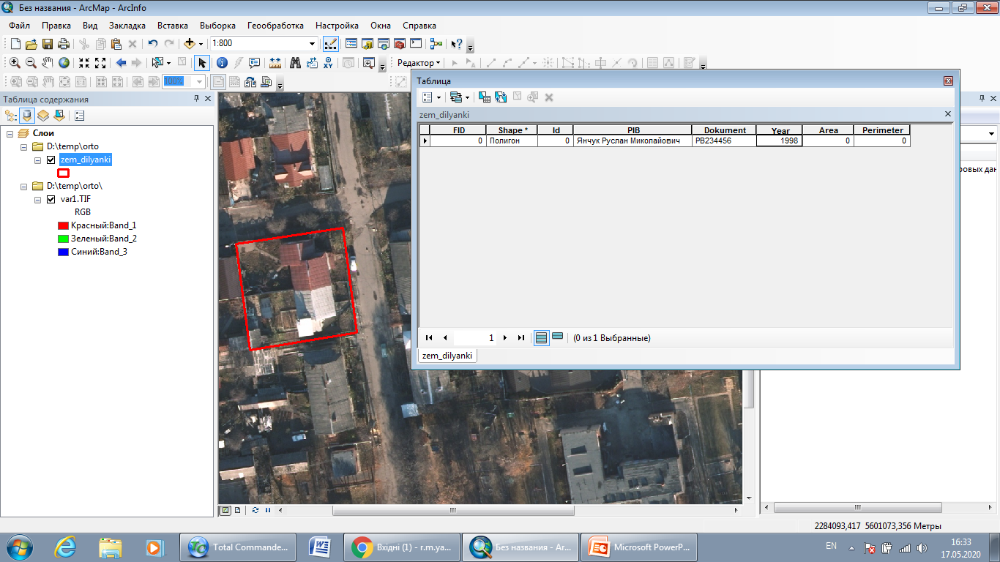 Без названия - ArcMap - ArcInfo
Файл Правка Вид Закладка Вставка Выборка Геообработка Настройка Окна Справка
1:800
Редактор
100%
Таблица содержания
Слои
D:\temp\orto
zem_dilyanki
D:\temp\orto\
var1.TIF
RGB
Красный:Band_1
Зеленый:Band_2
Синий:Band_3
Таблица
zem_dilyanki
FID Shape * Id PIB Dokument Year Area Perimeter
0 Полигон 0 Янчук Руслан Миколайович PB234456 1998 0 0
1 (0 из 1 Выбранные)
zem_dilyanki
2284093,417 5601073,356 Метры
Total Commande... Вхідні (1) - r.m.ya... Без названия - Ar... Microsoft PowerP... EN
16:33
17.05.2020